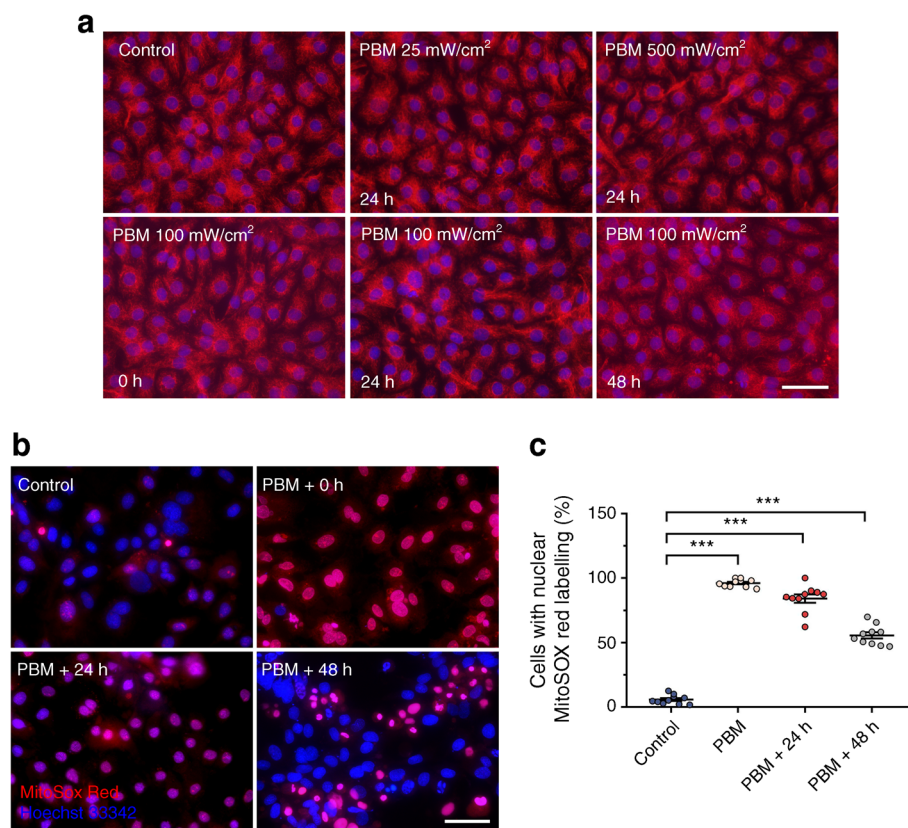 a
Control
PBM 25 mW/cm²
24 h
PBM 500 mW/cm²
24 h
PBM 100 mW/cm²
0 h
PBM 100 mW/cm²
24 h
PBM 100 mW/cm²
48 h
b
Control
PBM + 0 h
PBM + 24 h
MitoSox Red
Hoechst 33342
PBM + 48 h
c
Cells with nuclear
MitoSOX red labelling (%)
150
100
50
0
***
***
***
Control
PBM
PBM + 24 h
PBM + 48 h